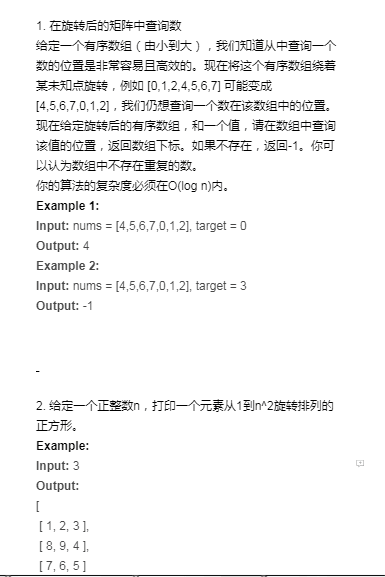 1. 在旋转后的矩阵中查询数
给定一个有序数组（由小到大），我们知道从中查询一个
数的位置是非常容易且高效的。现在将这个有序数组绕着
某未知点旋转，例如 [0,1,2,4,5,6,7] 可能变成
[4,5,6,7,0,1,2]，我们仍想查询一个数在该数组中的位置。
现在给定旋转后的有序数组，和一个值，请在数组中查询
该值的位置，返回数组下标。如果不存在，返回-1。你可
以认为数组中不存在重复的数。
你的算法的复杂度必须在O(log n)内。
Example 1:
Input: nums = [4,5,6,7,0,1,2], target = 0
Output: 4
Example 2:
Input: nums = [4,5,6,7,0,1,2], target = 3
Output: -1
-
2. 给定一个正整数n，打印一个元素从1到n^2旋转排列的
正方形。
Example:
Input: 3
Output:
[
[ 1, 2, 3 ],
[ 8, 9, 4 ],
[ 7, 6, 5 ]